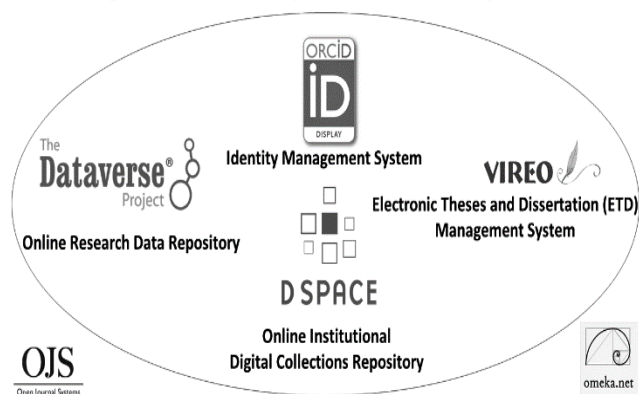 ORCID
iD
DISPLAY
Identity Management System
The
Dataverse®
Project
Online Research Data Repository
VIREO
Electronic Theses and Dissertation (ETD)
Management System
DSPACE
Online Institutional
Digital Collections Repository
OJS
Open Journal Systems
omeka.net